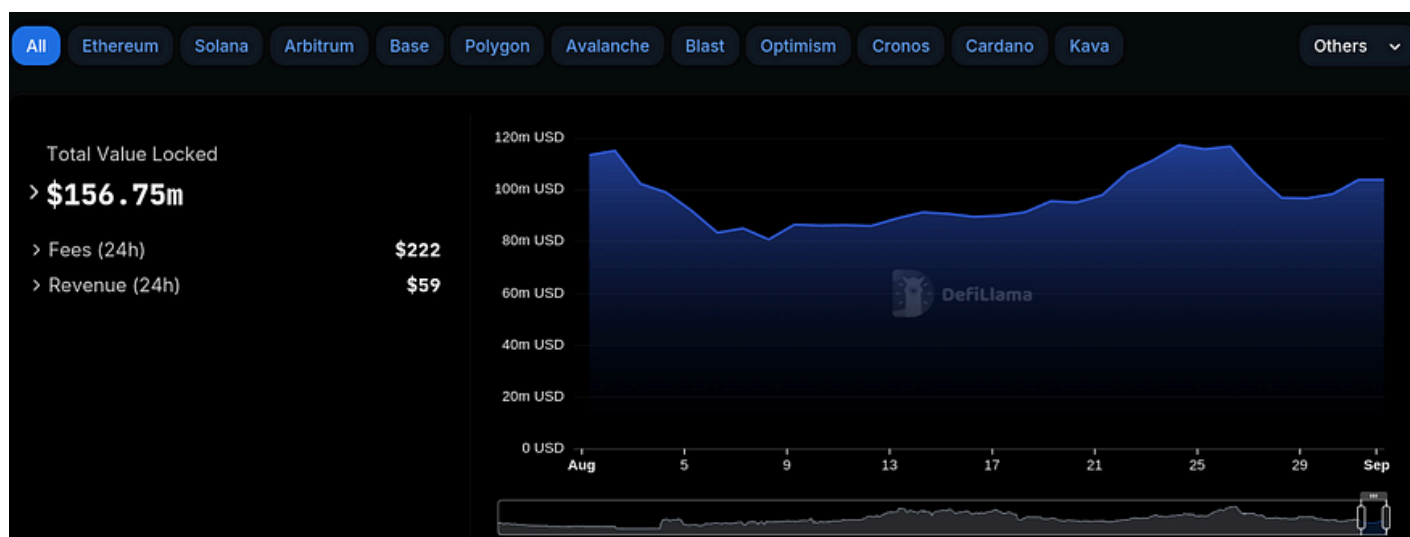 All Ethereum Solana Arbitrum Base Polygon Avalanche Blast Optimism Cronos Cardano Kava Others
Total Value Locked
$156.75m
Fees (24h) $222
Revenue (24h) $59
120m USD
100m USD
80m USD
60m USD
40m USD
20m USD
0 USD
DefiLlama
Aug 5 9 13 17 21 25 29 Sep